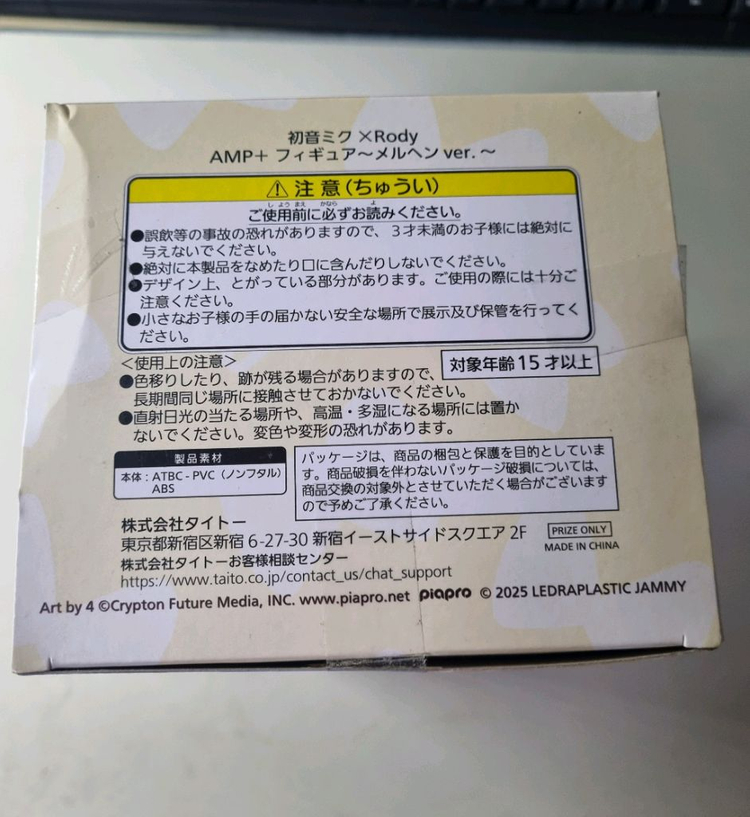 初音ミク×Rody
AMP+ フィギュア～メルヘン ver.～
注意(ちゅうい)
ご使用前に必ずお読みください。
●誤飲等の事故の恐れがありますので、3才未満のお子様には絶対に
与えないでください。
●絶対に本製品をなめたり口に含んだりしないでください。
●デザイン上、とがっている部分があります。ご使用の際には十分ご
注意ください。
●小さなお子様の手の届かない安全な場所で展示及び保管を行ってく
ださい。
＜使用上の注意＞
対象年齢15才以上
●色移りしたり、跡が残る場合がありますので、
長期間同じ場所に接触させておかないでください。
●直射日光の当たる場所や、高温・多湿になる場所には置か
ないでください。変色や変形の恐れがあります。
製品素材
本体：ATBC-PVC（ノンフタル）
ABS
パッケージは、商品の梱包と保護を目的としていま
す。商品破損を伴わないパッケージ破損については、
商品交換の対象外とさせていただく場合がございます
ので予めご了承ください。
株式会社タイトー
東京都新宿区新宿 6-27-30 新宿イーストサイドスクエア 2F
株式会社タイトーお客様相談センター
https://www.taito.co.jp/contact_us/chat_support
PRIZE ONLY
MADE IN CHINA
Art by 4 ©Crypton Future Media, INC. www.piapro.net piapro © 2025 LEDRAPLASTIC JAMMY